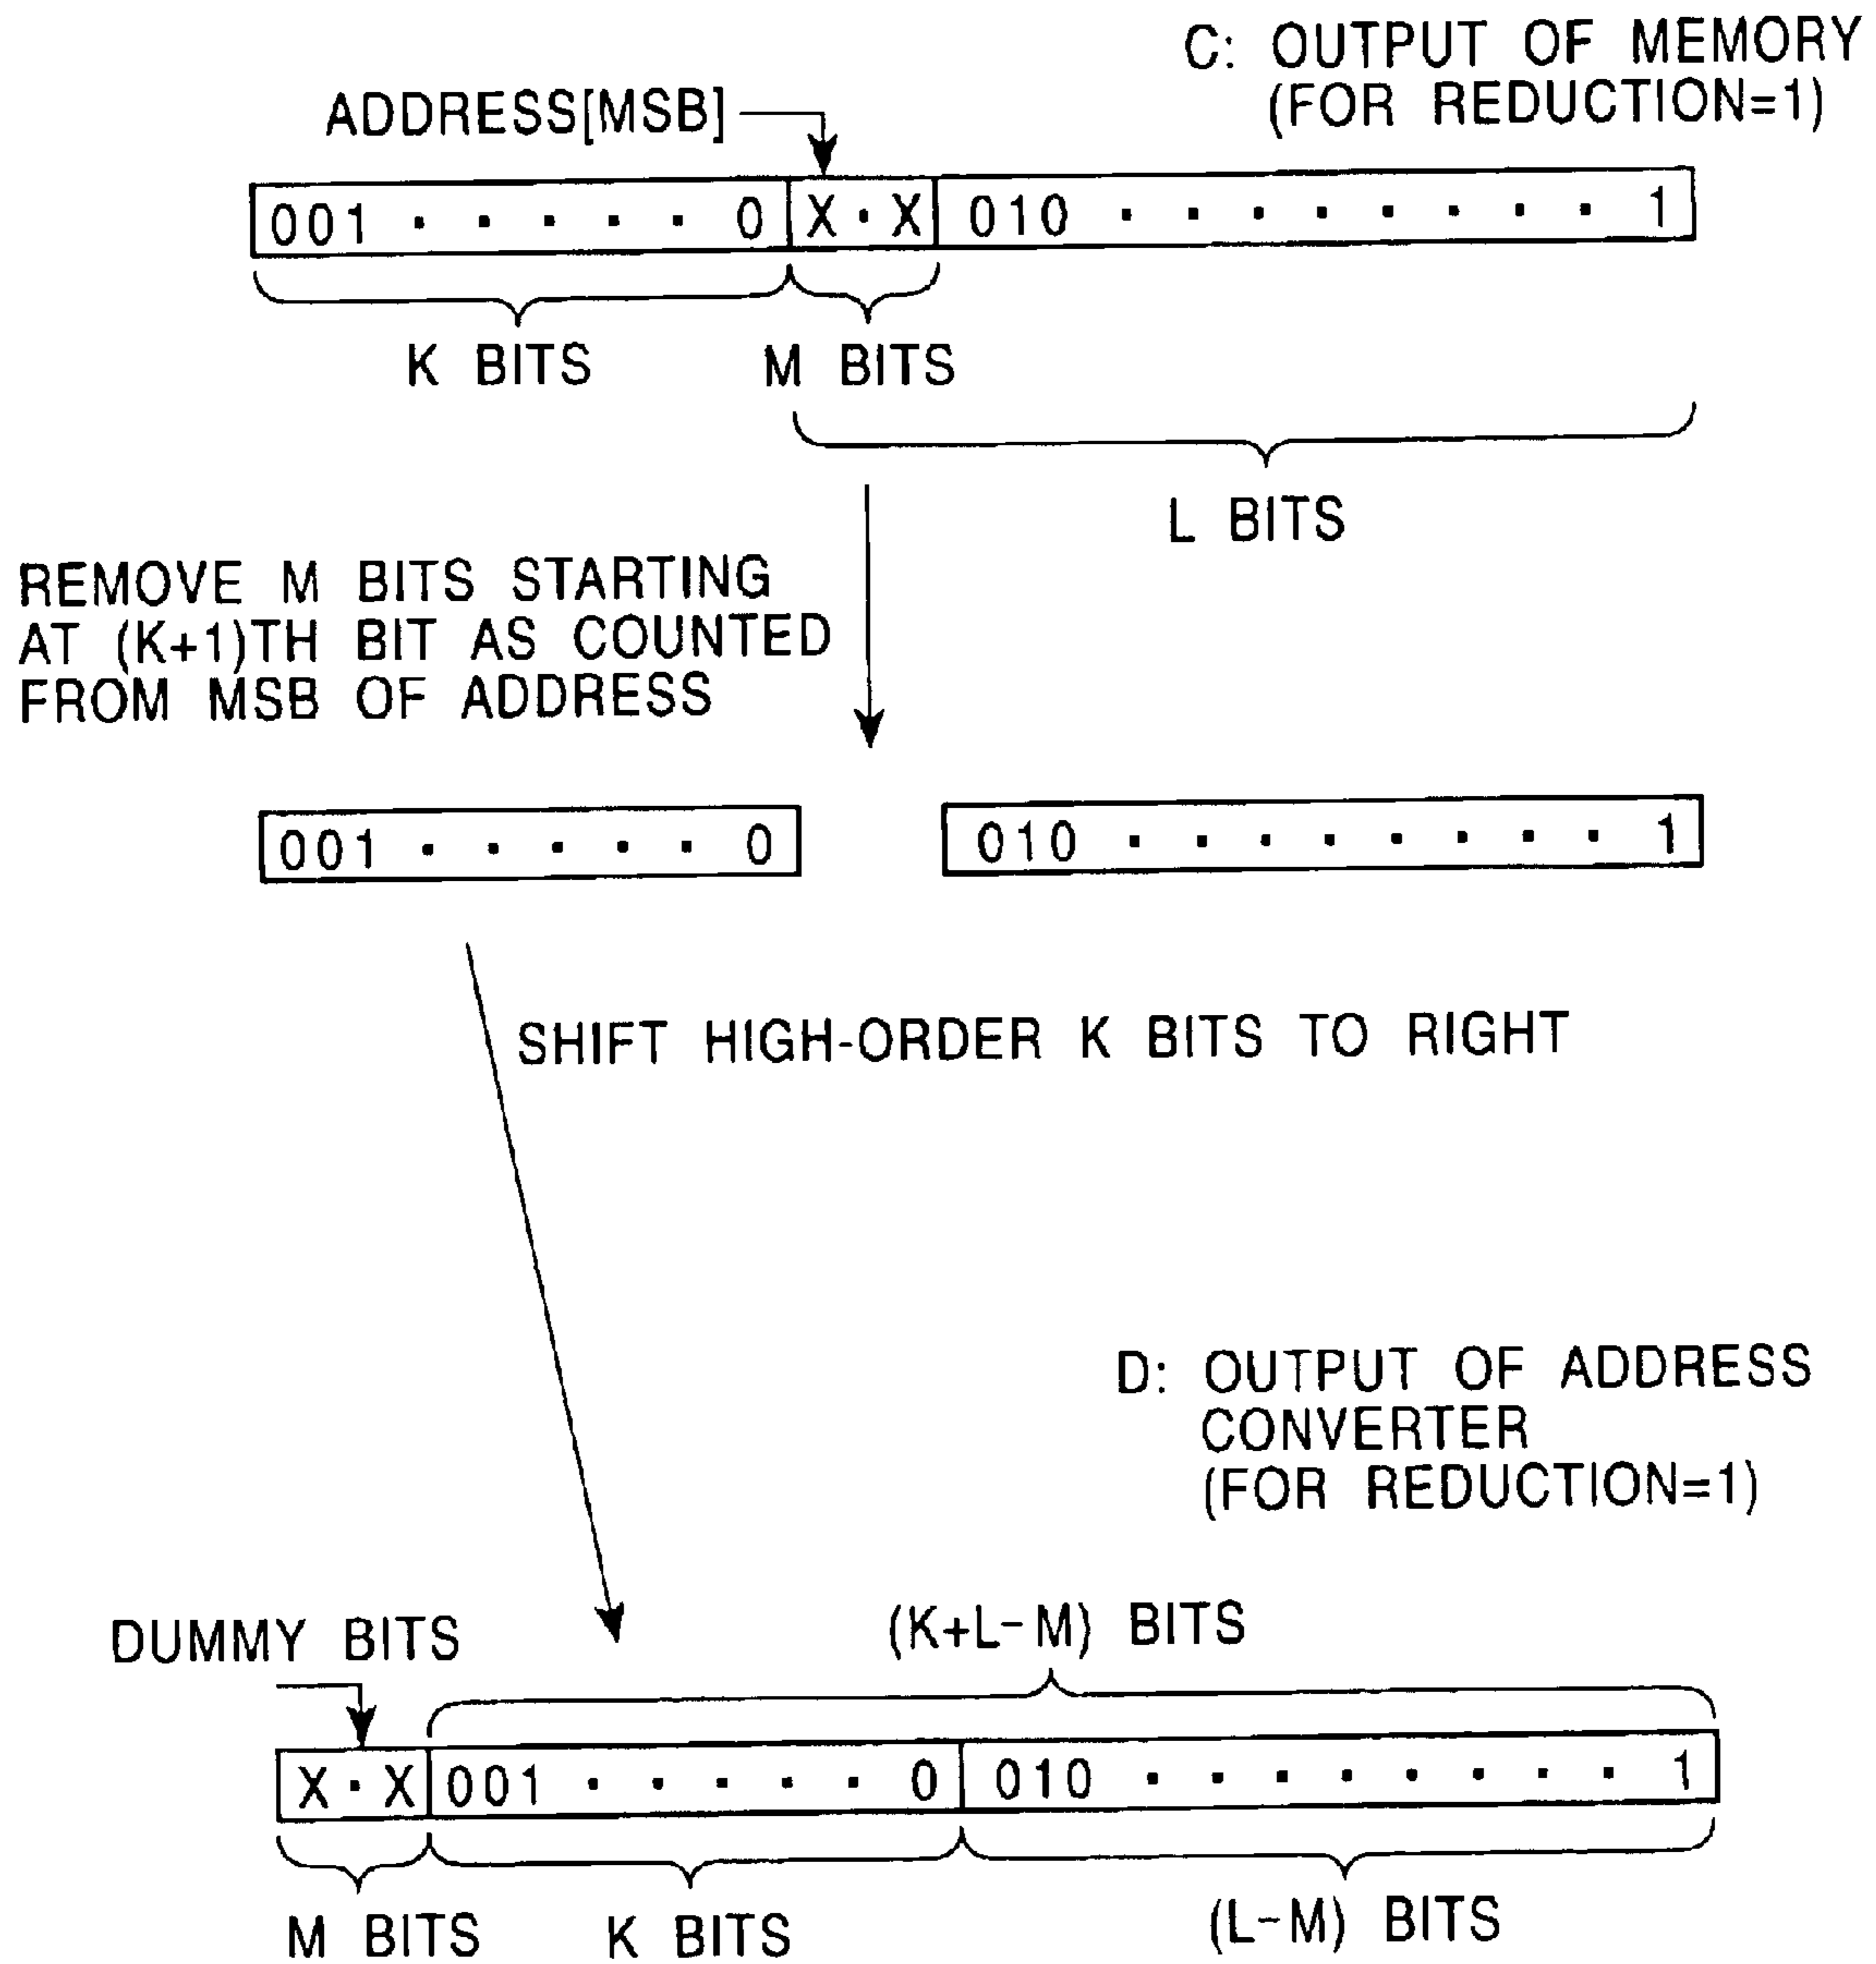 C: OUTPUT OF MEMORY
(FOR REDUCTION=1)
ADDRESS[MSB]
001 · · · · · 0 X · X 010 · · · · · · · · 1
K BITS M BITS
L BITS
REMOVE M BITS STARTING
AT (K+1)TH BIT AS COUNTED
FROM MSB OF ADDRESS
001 · · · · · 0 010 · · · · · · · · 1
SHIFT HIGH-ORDER K BITS TO RIGHT
D: OUTPUT OF ADDRESS
CONVERTER
(FOR REDUCTION=1)
DUMMY BITS (K+L-M) BITS
X · X 001 · · · · · 0 010 · · · · · · · · 1
M BITS K BITS (L-M) BITS